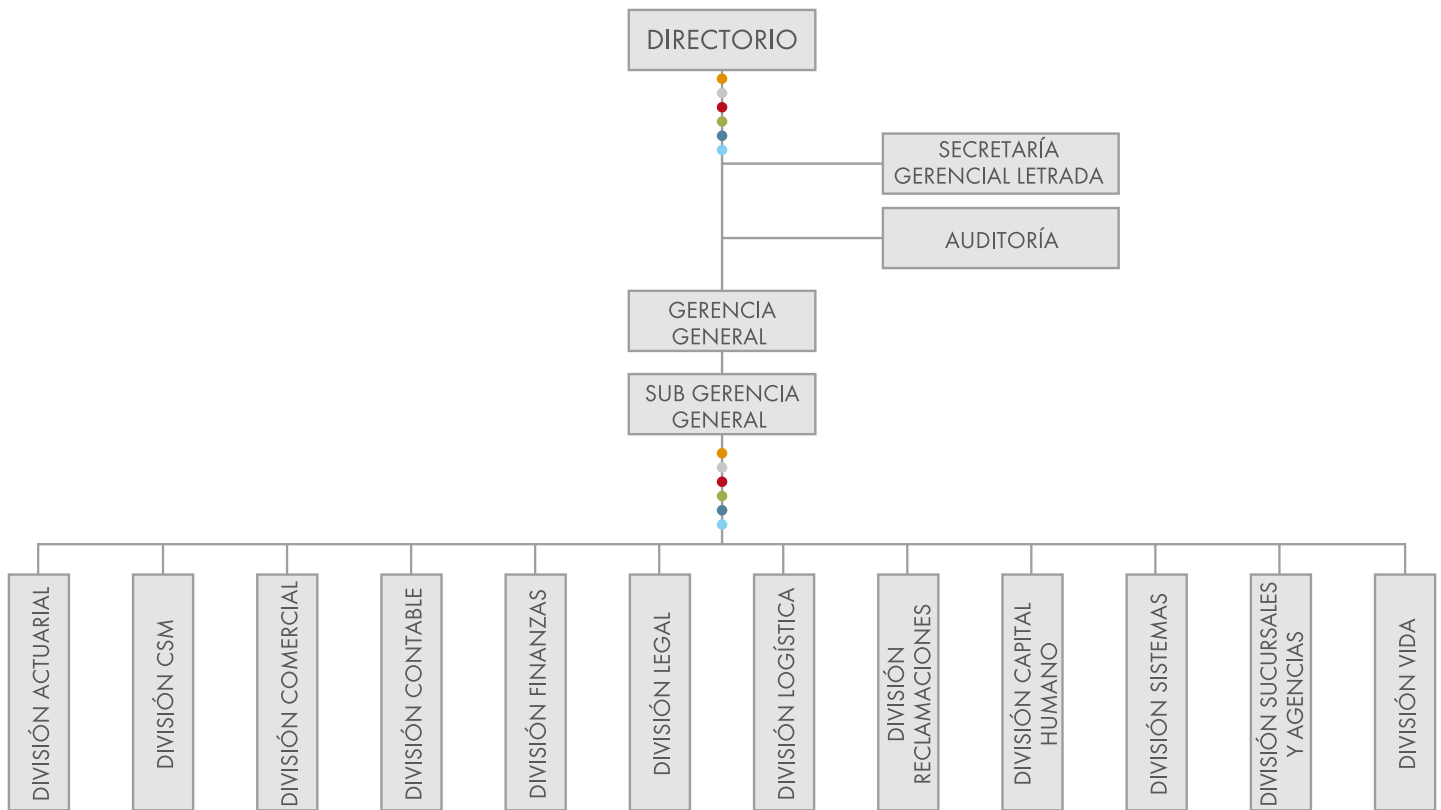 DIRECTORIO
SECRETARÍA
GERENCIAL LETRADA
AUDITORÍA
GERENCIA
GENERAL
SUB GERENCIA
GENERAL
DIVISIÓN ACTUARIAL
DIVISIÓN CSM
DIVISIÓN COMERCIAL
DIVISIÓN CONTABLE
DIVISIÓN FINANZAS
DIVISIÓN LEGAL
DIVISIÓN LOGÍSTICA
DIVISIÓN
RECLAMACIONES
DIVISIÓN CAPITAL
HUMANO
DIVISIÓN SISTEMAS
DIVISIÓN SUCURSALES
Y AGENCIAS
DIVISIÓN VIDA